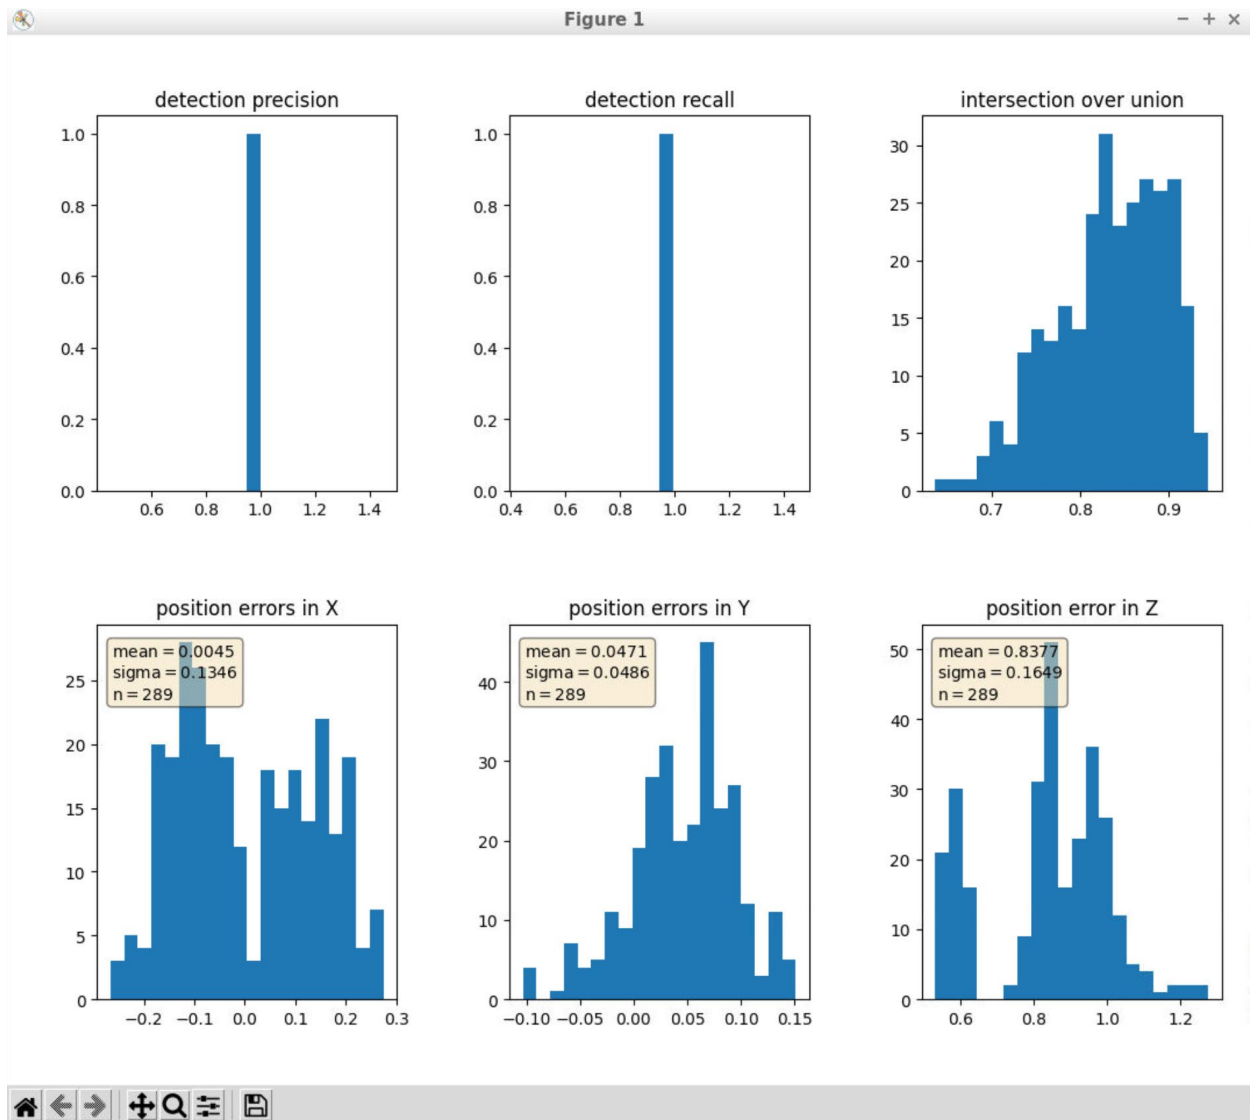 Figure 1
detection precision
1.0
0.8
0.6
0.4
0.2
0.0
0.6 0.8 1.0 1.2 1.4
detection recall
1.0
0.8
0.6
0.4
0.2
0.0
0.4 0.6 0.8 1.0 1.2 1.4
intersection over union
30
25
20
15
10
5
0
0.7 0.8 0.9
position errors in X
mean = 0.0045
sigma = 0.1346
n = 289
25
20
15
10
5
0
−0.2 −0.1 0.0 0.1 0.2 0.3
position errors in Y
mean = 0.0471
sigma = 0.0486
n = 289
40
30
20
10
0
−0.10 −0.05 0.00 0.05 0.10 0.15
position error in Z
mean = 0.8377
sigma = 0.1649
n = 289
50
40
30
20
10
0
0.6 0.8 1.0 1.2